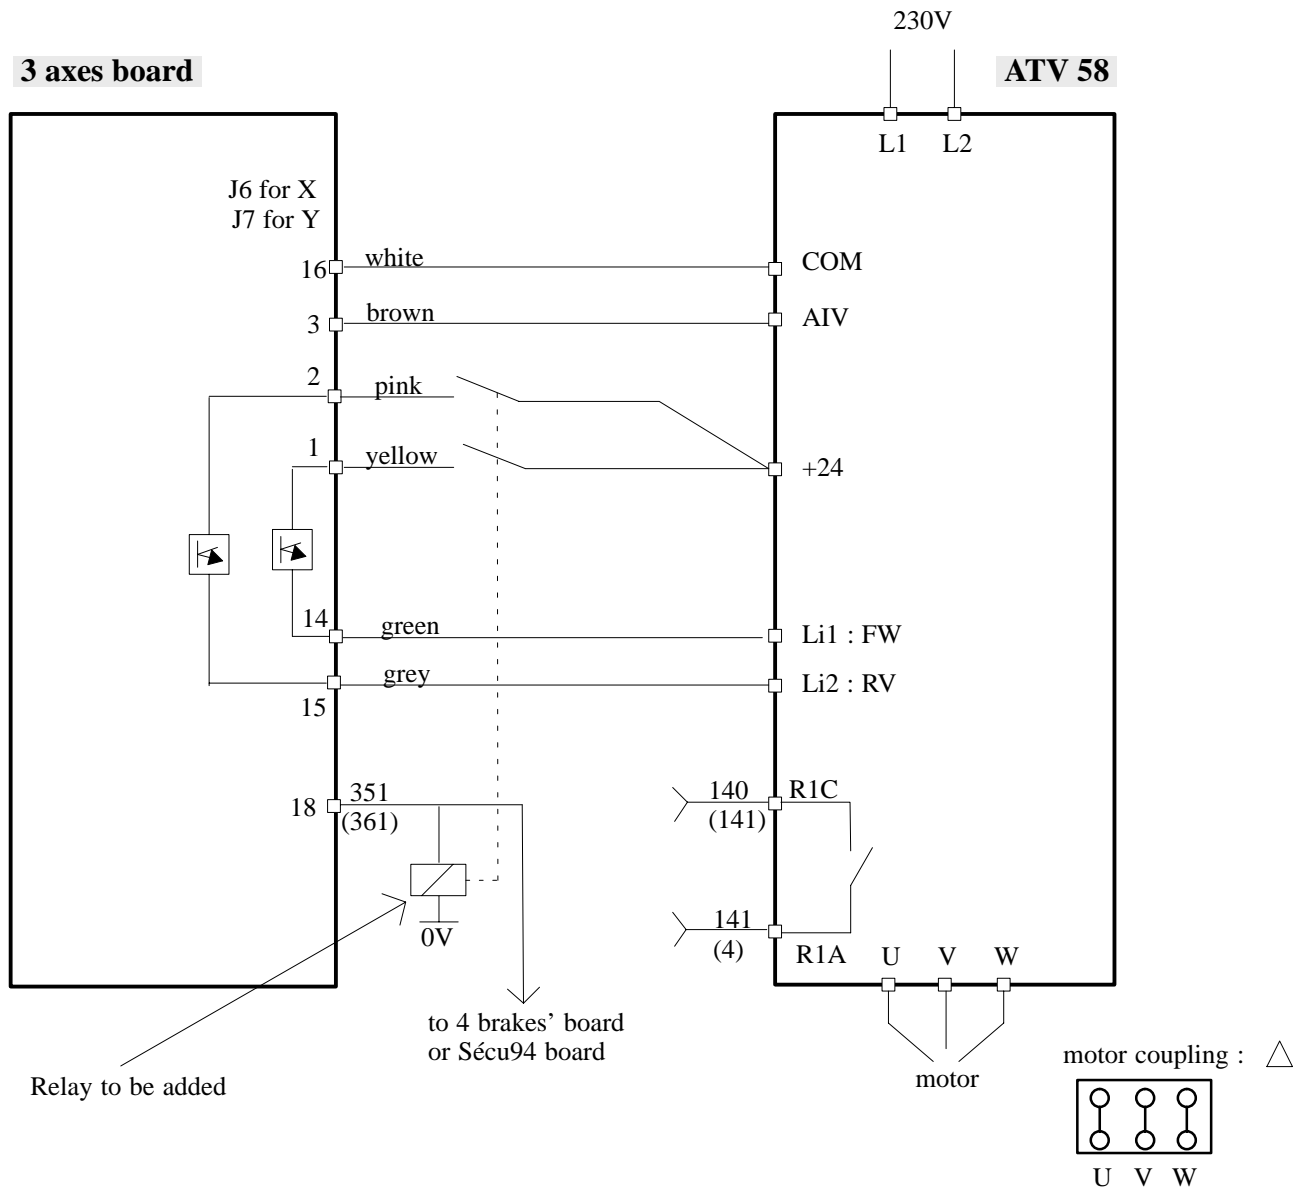 230V
3 axes board
ATV 58
L1 L2
J6 for X
J7 for Y
16 white COM
3 brown AIV
2 pink
1 yellow +24
14 green Li1 : FW
grey Li2 : RV
15
18 351
(361)
140 R1C
(141)
141
(4) R1A U V W
0V
to 4 brakes’ board
or Sécu94 board
Relay to be added
motor
motor coupling :
U V W